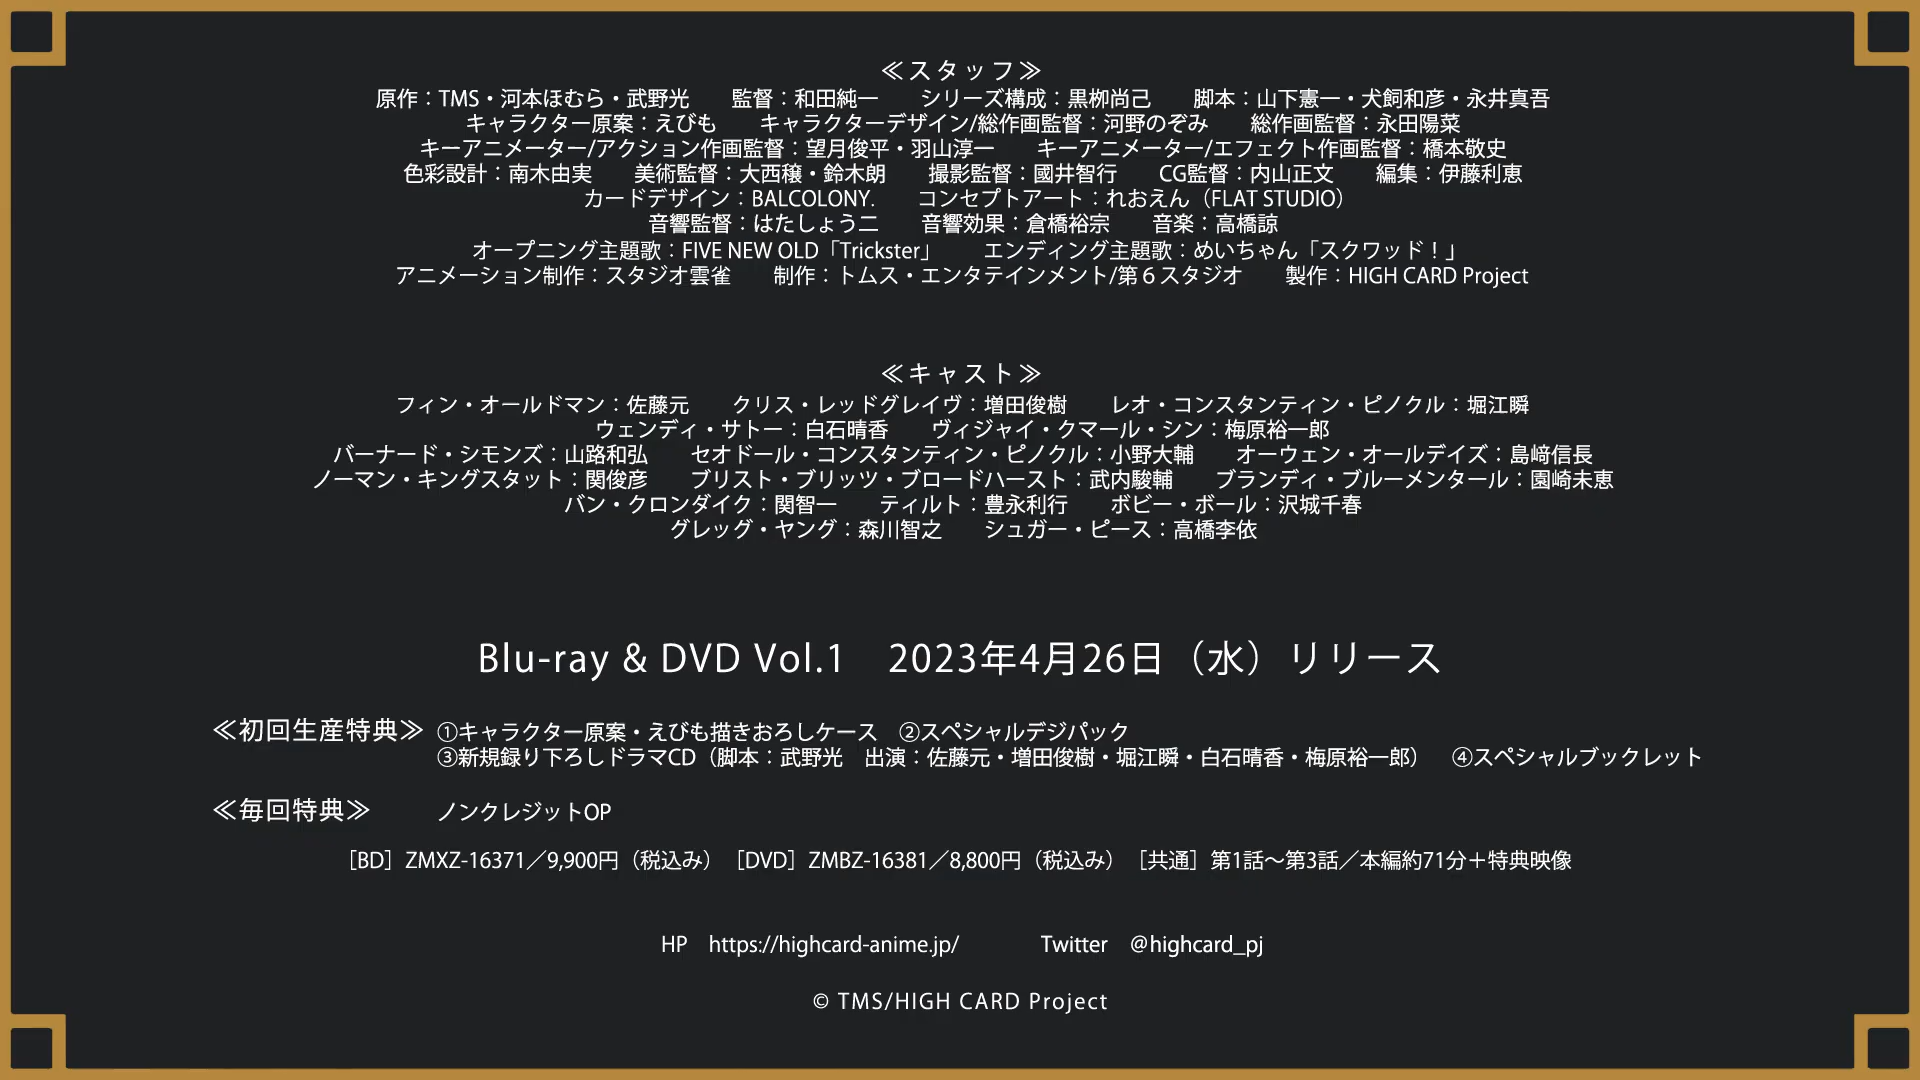 ≪スタッフ≫
原作：TMS・河本ほむら・武野光　　監督：和田純一　　シリーズ構成：黒栁尚己　　脚本：山下憲一・犬飼和彦・永井真吾
キャラクター原案：えびも　　キャラクターデザイン/総作画監督：河野のぞみ　　総作画監督：永田陽菜
キーアニメーター/アクション作画監督：望月俊平・羽山淳一　　キーアニメーター/エフェクト作画監督：橋本敬史
色彩設計：南木由実　　美術監督：大西穣・鈴木朗　　撮影監督：國井智行　　CG監督：内山正文　　編集：伊藤利恵
カードデザイン：BALCOLONY.　　コンセプトアート：れおえん（FLAT STUDIO）
音響監督：はたしょう二　　音響効果：倉橋裕宗　　音楽：高橋諒
オープニング主題歌：FIVE NEW OLD「Trickster」　　エンディング主題歌：めいちゃん「スクワッド！」
アニメーション制作：スタジオ雲雀　　制作：トムス・エンタテインメント/第６スタジオ　　製作：HIGH CARD Project
≪キャスト≫
フィン・オールドマン：佐藤元　　クリス・レッドグレイヴ：増田俊樹　　レオ・コンスタンティン・ピノクル：堀江瞬
ウェンディ・サトー：白石晴香　　ヴィジャイ・クマール・シン：梅原裕一郎
バーナード・シモンズ：山路和弘　　セオドール・コンスタンティン・ピノクル：小野大輔　　オーウェン・オールデイズ：島﨑信長
ノーマン・キングスタット：関俊彦　　ブリスト・ブリッツ・ブロードハースト：武内駿輔　　ブランディ・ブルーメンタール：園崎未恵
バン・クロンダイク：関智一　　ティルト：豊永利行　　ボビー・ボール：沢城千春
グレッグ・ヤング：森川智之　　シュガー・ピース：高橋李依
Blu-ray & DVD Vol.1　2023年4月26日（水）リリース
≪初回生産特典≫ ①キャラクター原案・えびも描きおろしケース　②スペシャルデジパック
③新規録り下ろしドラマCD（脚本：武野光　出演：佐藤元・増田俊樹・堀江瞬・白石晴香・梅原裕一郎）　④スペシャルブックレット
≪毎回特典≫　ノンクレジットOP
［BD］ZMXZ-16371／9,900円（税込み）［DVD］ZMBZ-16381／8,800円（税込み）［共通］第1話～第3話／本編約71分＋特典映像
HP　https://highcard-anime.jp/　　Twitter　@highcard_pj
© TMS/HIGH CARD Project